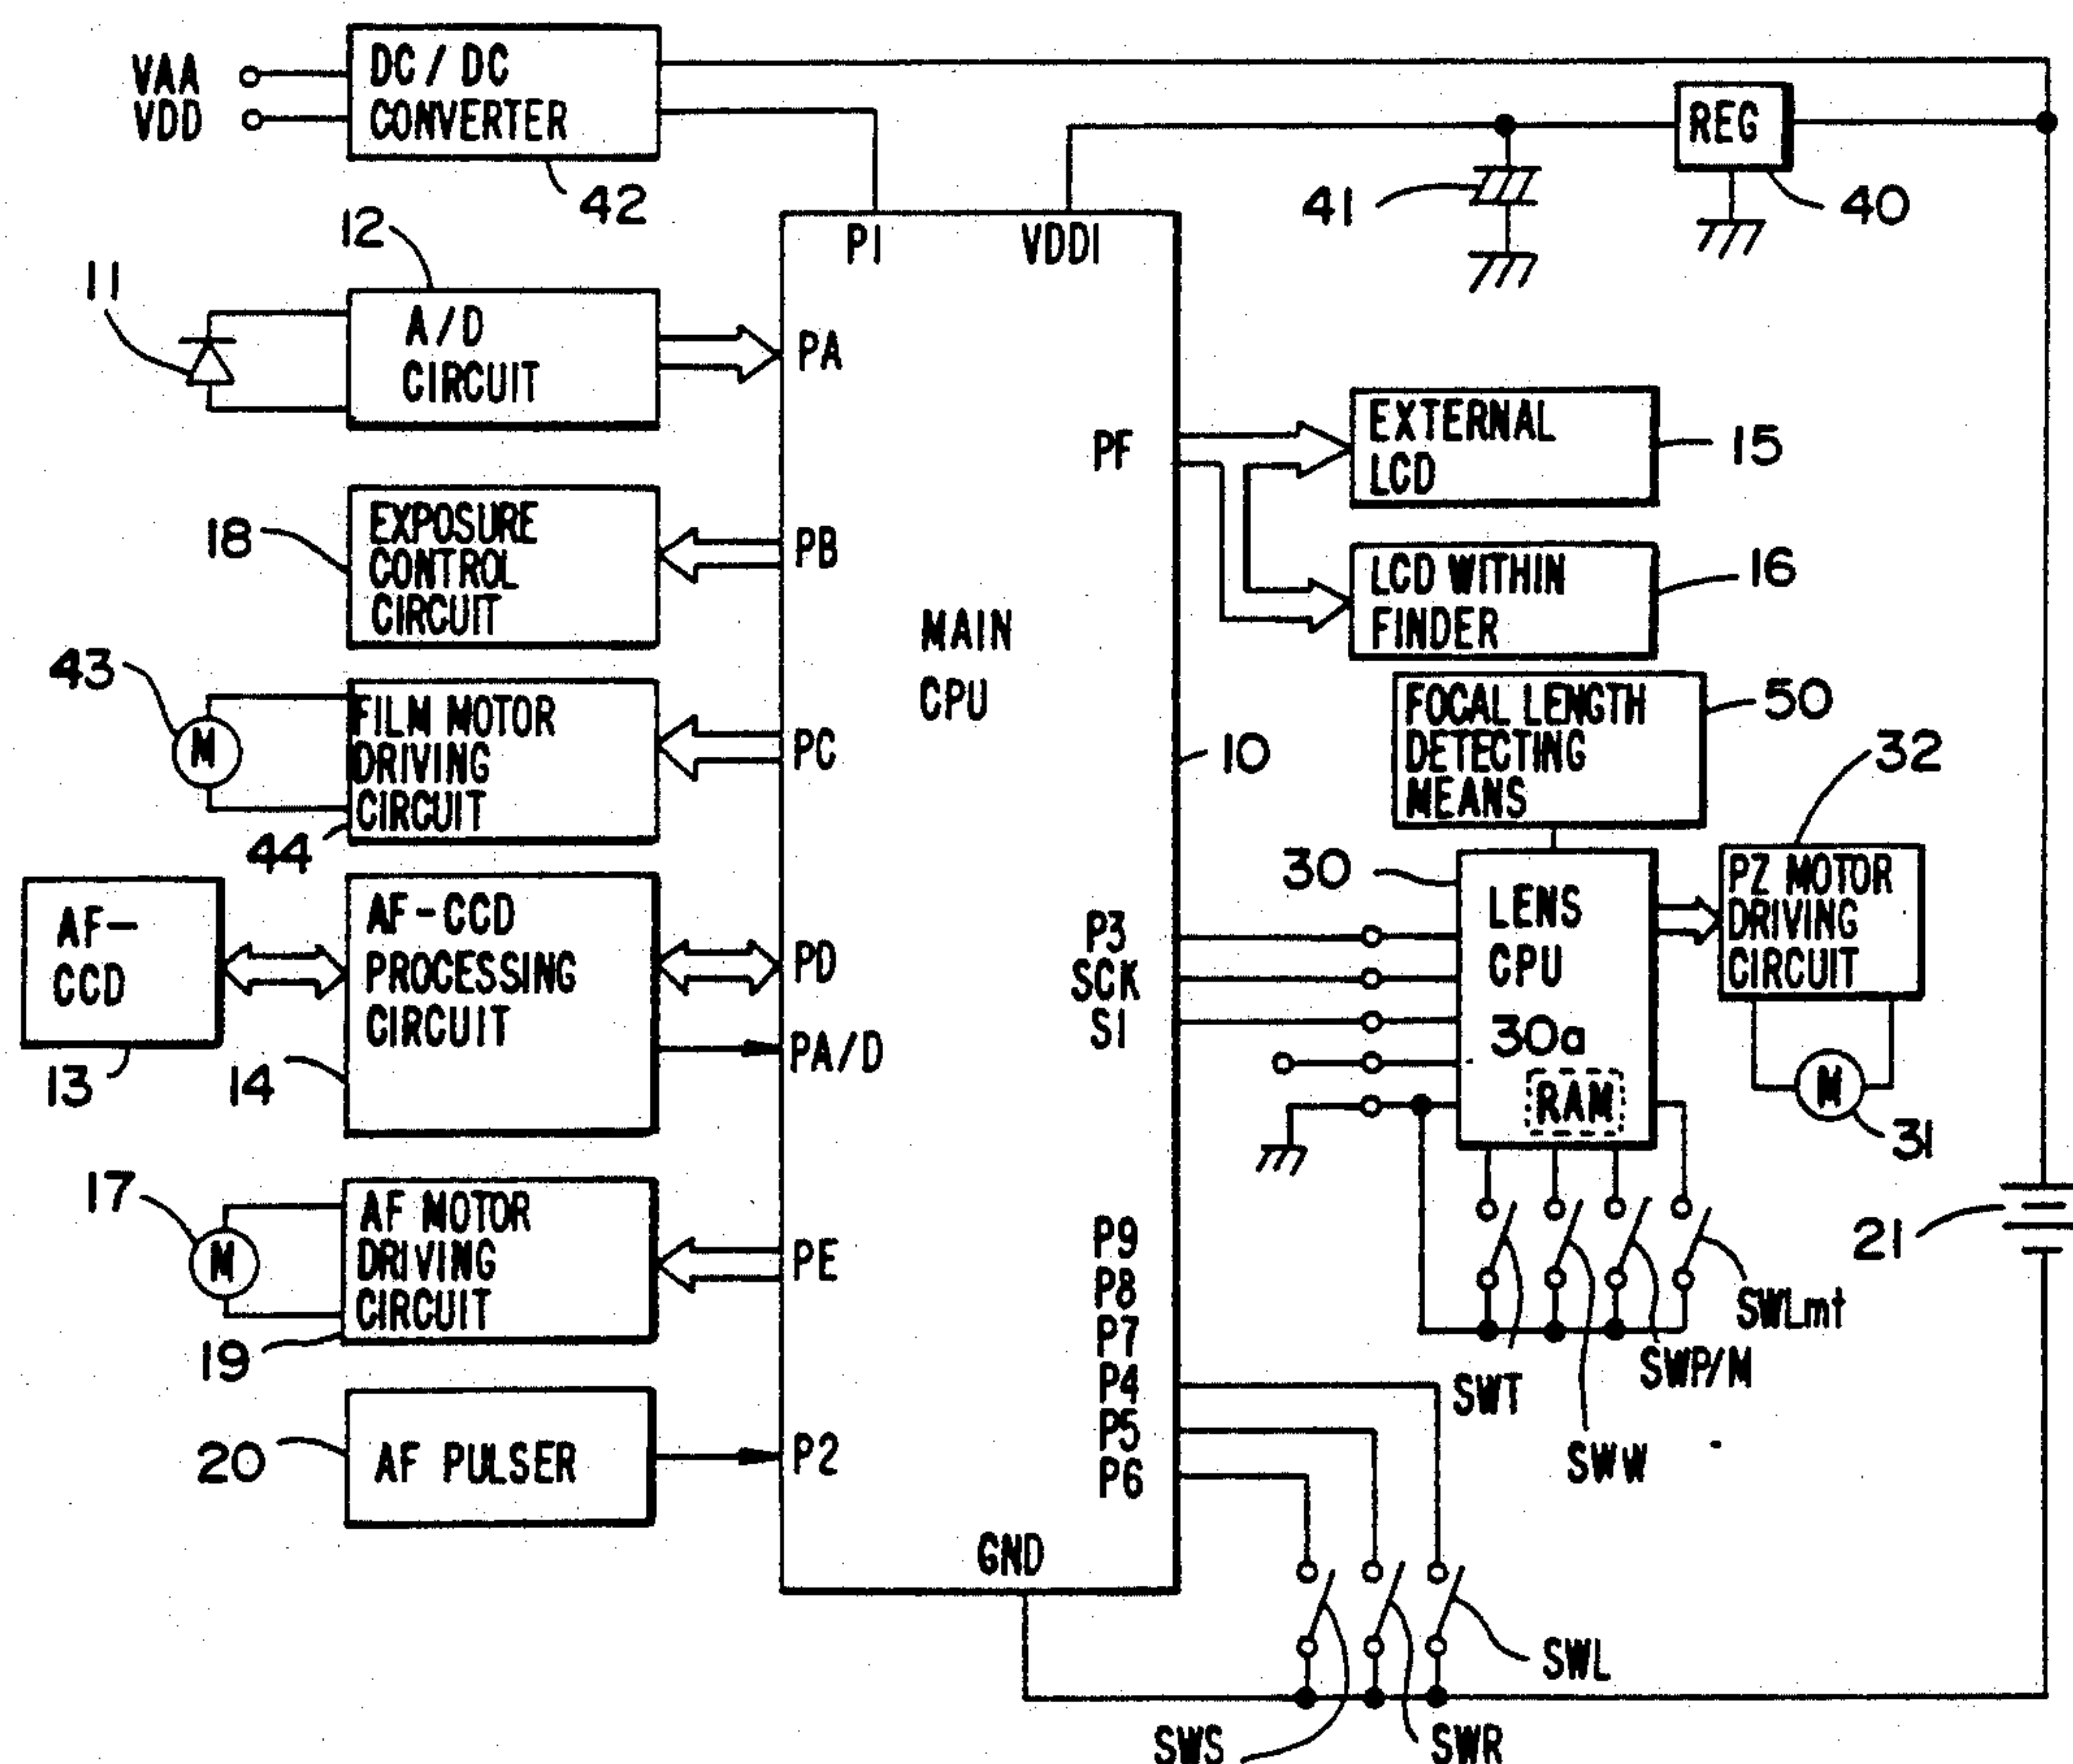 VAA
VDD
DC / DC
CONVERTER
42
REG
40
41
P1
VDD1
12
11
A/D
CIRCUIT
PA
18
EXPOSURE
CONTROL
CIRCUIT
PB
43
M
FILM MOTOR
DRIVING
CIRCUIT
44
PC
AF-
CCD
13
AF-CCD
PROCESSING
CIRCUIT
14
PD
PA/D
17
M
AF MOTOR
DRIVING
CIRCUIT
19
PE
20
AF PULSER
P2
MAIN
CPU
10
PF
EXTERNAL
LCD
15
LCD WITHIN
FINDER
16
FOCAL LENGTH
DETECTING
MEANS
50
30
LENS
CPU
30a
RAM
32
PZ MOTOR
DRIVING
CIRCUIT
M
31
P3
SCK
S1
P9
P8
P7
P4
P5
P6
GND
SWT
SWW
SWP/M
SWLmt
21
SWS
SWR
SWL